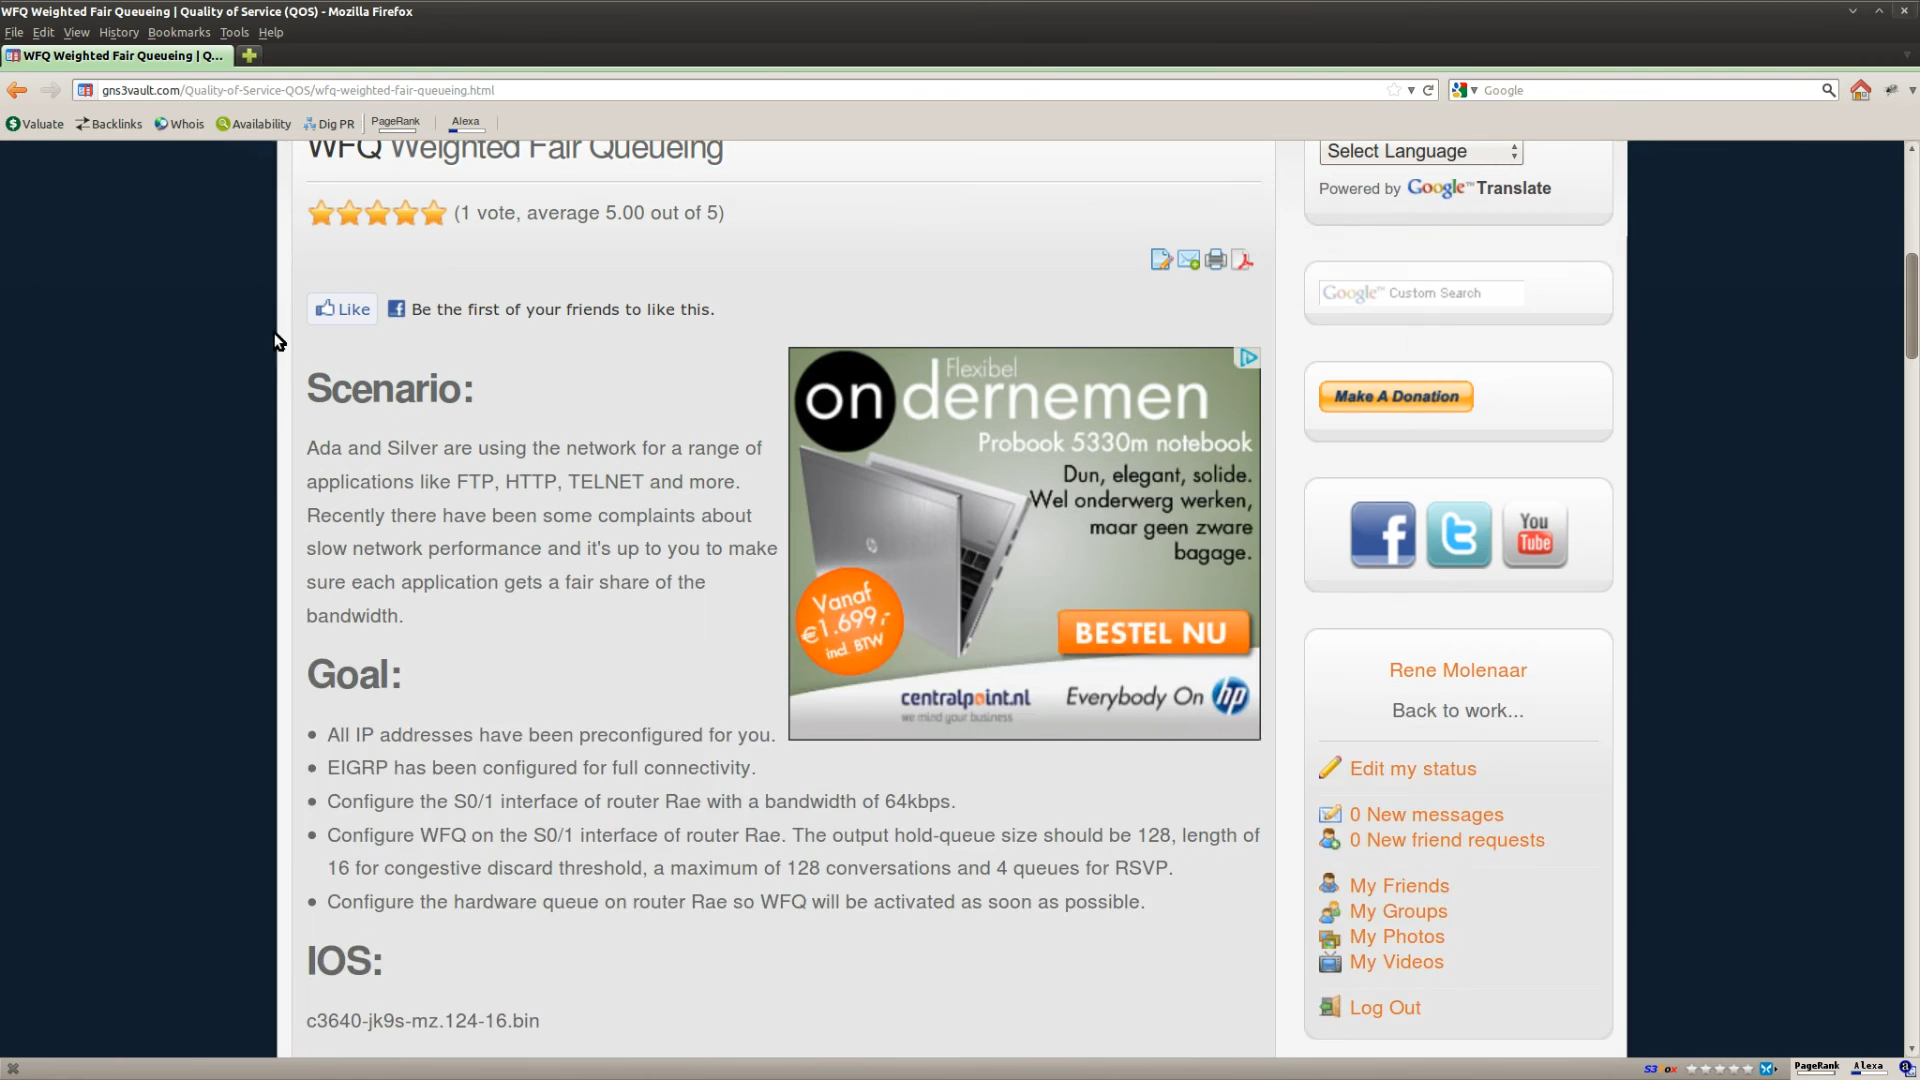 WFQ Weighted Fair Queueing | Quality of Service (QOS) - Mozilla Firefox
File Edit View History Bookmarks Tools Help
WFQ Weighted Fair Queueing | Q...
gns3vault.com/Quality-of-Service-QOS/wfq-weighted-fair-queueing.html
Google
Valuate Backlinks Whois Availability Dig PR PageRank Alexa
WFQ Weighted Fair Queueing
(1 vote, average 5.00 out of 5)
Like Be the first of your friends to like this.
Scenario:
Ada and Silver are using the network for a range of
applications like FTP, HTTP, TELNET and more.
Recently there have been some complaints about
slow network performance and it's up to you to make
sure each application gets a fair share of the
bandwidth.
Goal:
All IP addresses have been preconfigured for you.
EIGRP has been configured for full connectivity.
Configure the S0/1 interface of router Rae with a bandwidth of 64kbps.
Configure WFQ on the S0/1 interface of router Rae. The output hold-queue size should be 128, length of
16 for congestive discard threshold, a maximum of 128 conversations and 4 queues for RSVP.
Configure the hardware queue on router Rae so WFQ will be activated as soon as possible.
IOS:
c3640-jk9s-mz.124-16.bin
Flexibel
ondernemen
Probook 5330m notebook
Dun, elegant, solide.
Wel onderwerg werken,
maar geen zware
bagage.
Vanaf
€1.699,-
incl. BTW
BESTEL NU
centralpoint.nl
we mind your business
Everybody On hp
Select Language
Powered by Google™ Translate
Google™ Custom Search
Make A Donation
f t You Tube
Rene Molenaar
Back to work...
Edit my status
0 New messages
0 New friend requests
My Friends
My Groups
My Photos
My Videos
Log Out
S3 PageRank Alexa